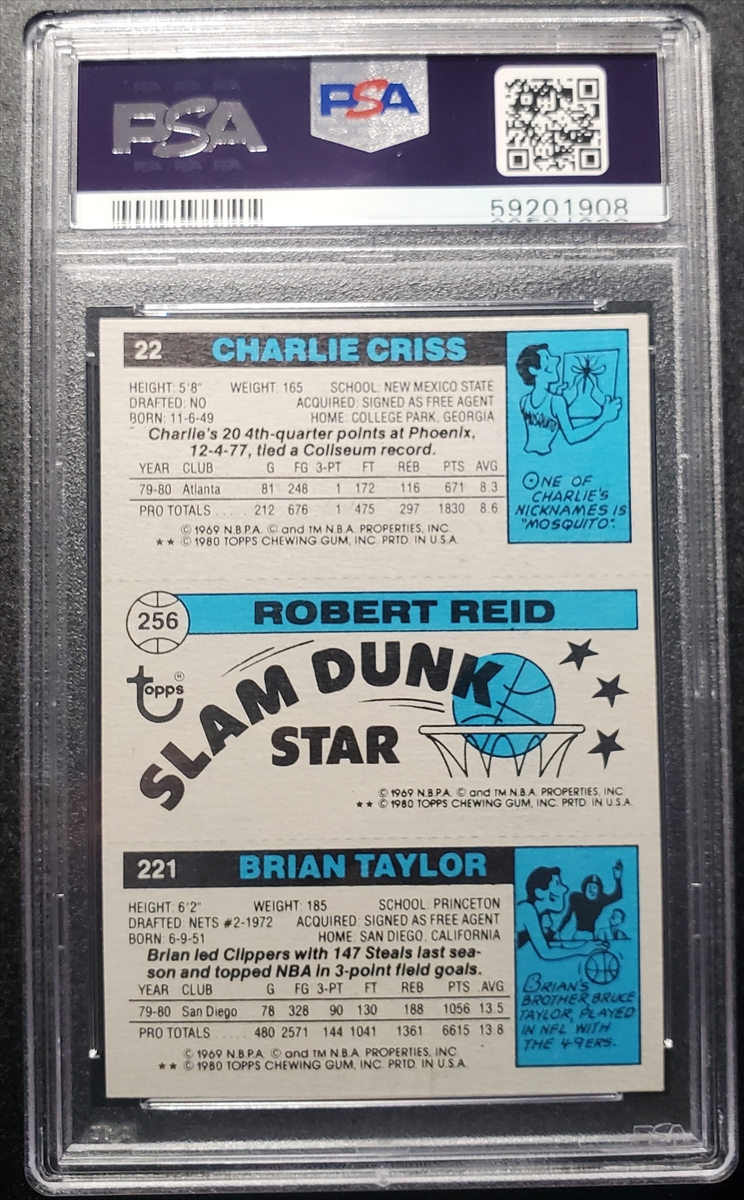 PSA
PSA
59201908
22 CHARLIE CRISS
HEIGHT: 5'8" WEIGHT: 165 SCHOOL: NEW MEXICO STATE
DRAFTED: NO ACQUIRED: SIGNED AS FREE AGENT
BORN: 11-6-49 HOME: COLLEGE PARK, GEORGIA
Charlie's 20 4th-quarter points at Phoenix,
12-4-77, tied a Coliseum record.
YEAR CLUB G FG 3-PT FT REB PTS AVG
79-80 Atlanta 81 248 1 172 116 671 8.3
PRO TOTALS ..... 212 676 1 475 297 1830 8.6
© 1969 N.B.P.A. © and TM N.B.A. PROPERTIES, INC.
★★ © 1980 TOPPS CHEWING GUM, INC. PRTD. IN U.S.A.
MOSQUITO
ONE OF
CHARLIE'S
NICKNAMES IS
"MOSQUITO".
256 ROBERT REID
topps®
SLAM DUNK
STAR
© 1969 N.B.P.A. © and TM N.B.A. PROPERTIES, INC.
★★ © 1980 TOPPS CHEWING GUM, INC. PRTD. IN U.S.A.
221 BRIAN TAYLOR
HEIGHT: 6'2" WEIGHT: 185 SCHOOL: PRINCETON
DRAFTED: NETS #2-1972 ACQUIRED: SIGNED AS FREE AGENT
BORN: 6-9-51 HOME: SAN DIEGO, CALIFORNIA
Brian led Clippers with 147 Steals last sea-
son and topped NBA in 3-point field goals.
YEAR CLUB G FG 3-PT FT REB PTS. AVG
79-80 San Diego 78 328 90 130 188 1056 13.5
PRO TOTALS ..... 480 2571 144 1041 1361 6615 13.8
© 1969 N.B.P.A. © and TM N.B.A. PROPERTIES, INC.
★★ © 1980 TOPPS CHEWING GUM, INC. PRTD. IN U.S.A.
BRIAN'S
BROTHER, BRUCE
TAYLOR, PLAYED
IN NFL WITH
THE 49ERS.
PSA